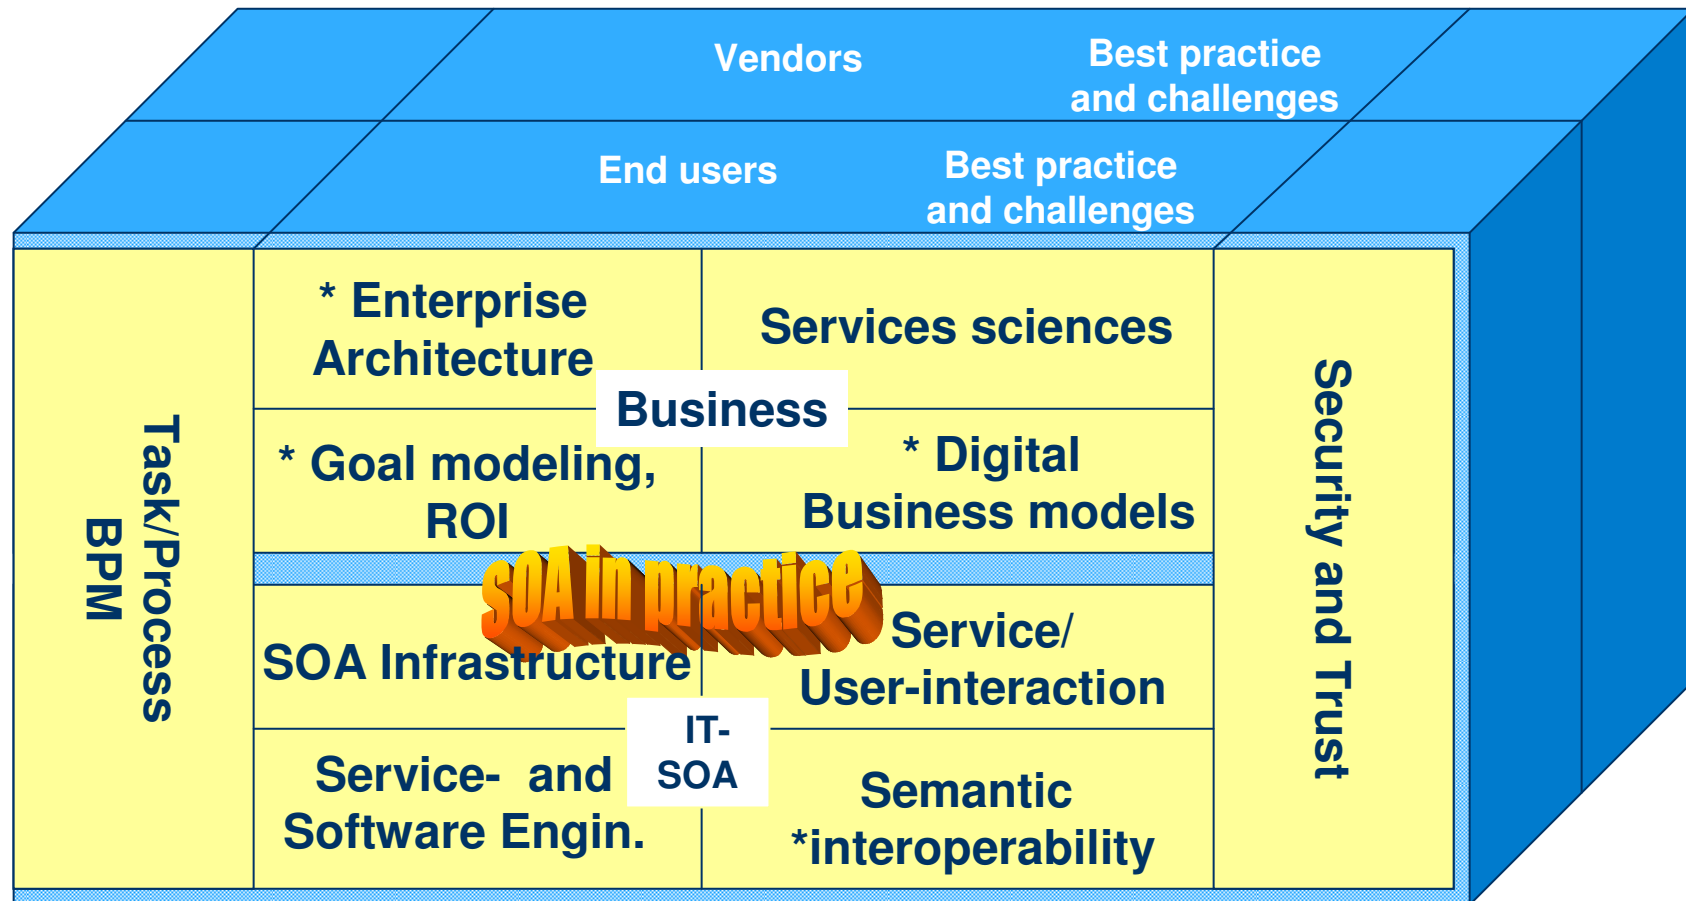 Vendors
Best practice
and challenges
End users
Best practice
and challenges
Task/Process
BPM
* Enterprise
Architecture
Services sciences
Business
* Goal modeling,
ROI
* Digital
Business models
SOA in practice
SOA Infrastructure
Service/
User-interaction
IT-
SOA
Service- and
Software Engin.
Semantic
*interoperability
Security and Trust